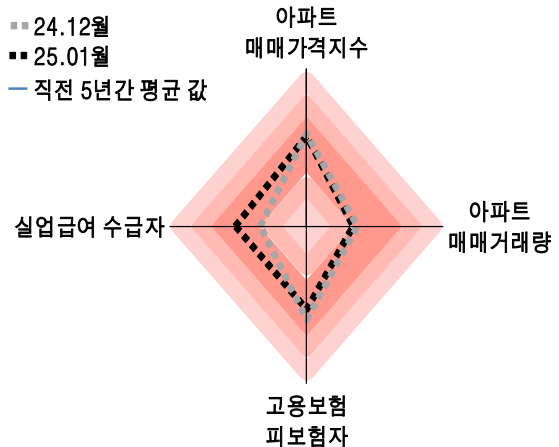 24.12월
25.01월
직전 5년간 평균 값
아파트
매매가격지수
실업급여 수급자
아파트
매매거래량
고용보험
피보험자